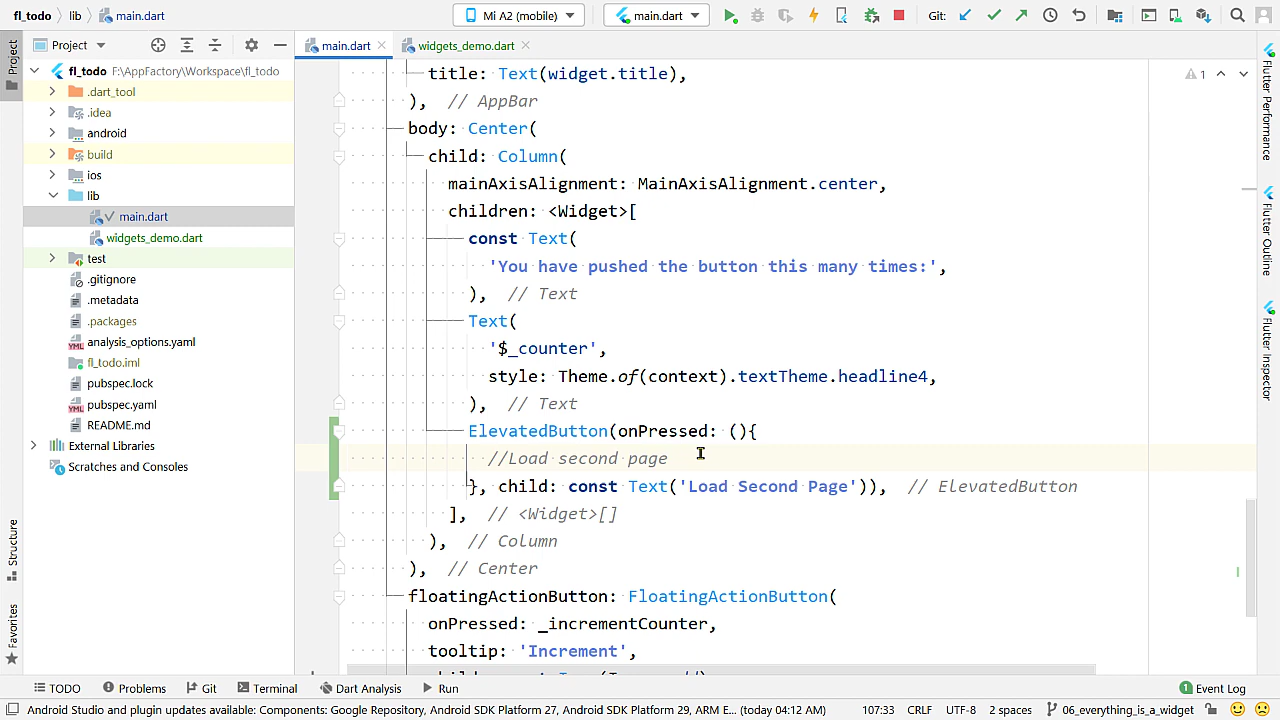 fl_todo
lib
main.dart
Mi A2 (mobile)
main.dart
Git:
Project
main.dart
widgets_demo.dart
fl_todo F:\AppFactory\Workspace\fl_todo
.dart_tool
.idea
android
build
ios
lib
main.dart
widgets_demo.dart
test
.gitignore
.metadata
.packages
analysis_options.yaml
fl_todo.iml
pubspec.lock
pubspec.yaml
README.md
External Libraries
Scratches and Consoles
Project
Structure
Favorites
title: Text(widget.title),
), // AppBar
body: Center(
child: Column(
mainAxisAlignment: MainAxisAlignment.center,
children: <Widget>[
const Text(
'You have pushed the button this many times:',
), // Text
Text(
'$_counter',
style: Theme.of(context).textTheme.headline4,
), // Text
ElevatedButton(onPressed: (){
//Load second page
}, child: const Text('Load Second Page')), // ElevatedButton
], // <Widget>[]
), // Column
), // Center
floatingActionButton: FloatingActionButton(
onPressed: _incrementCounter,
tooltip: 'Increment',
1
Flutter Performance
Flutter Outline
Flutter Inspector
TODO
Problems
Git
Terminal
Dart Analysis
Run
1 Event Log
Android Studio and plugin updates available: Components: Google Repository, Android SDK Platform 27, Android SDK Platform 29, ARM E... (today 04:12 AM)
107:33 CRLF UTF-8 2 spaces 06_everything_is_a_widget